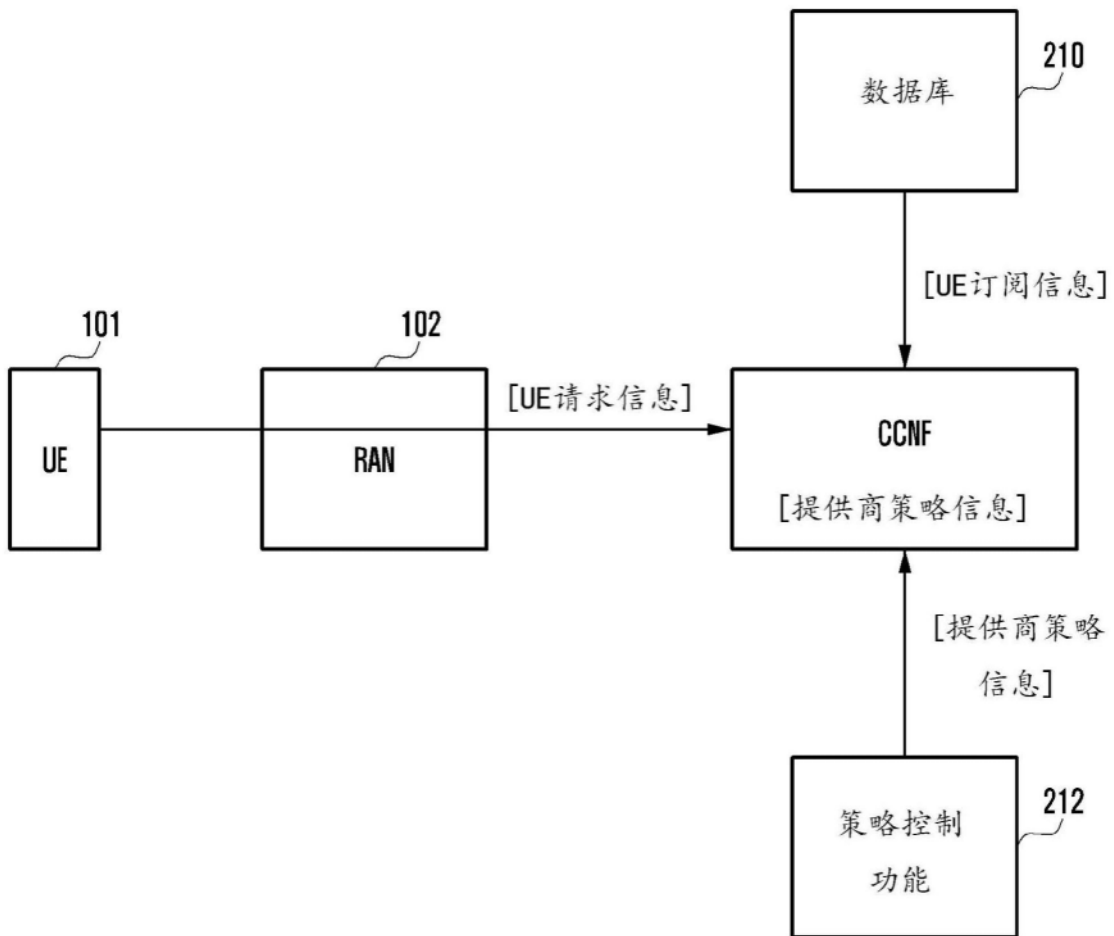 210
数据库
[UE订阅信息]
101
102
[UE请求信息]
UE
RAN
CCNF
[提供商策略信息]
[提供商策略
信息]
212
策略控制
功能